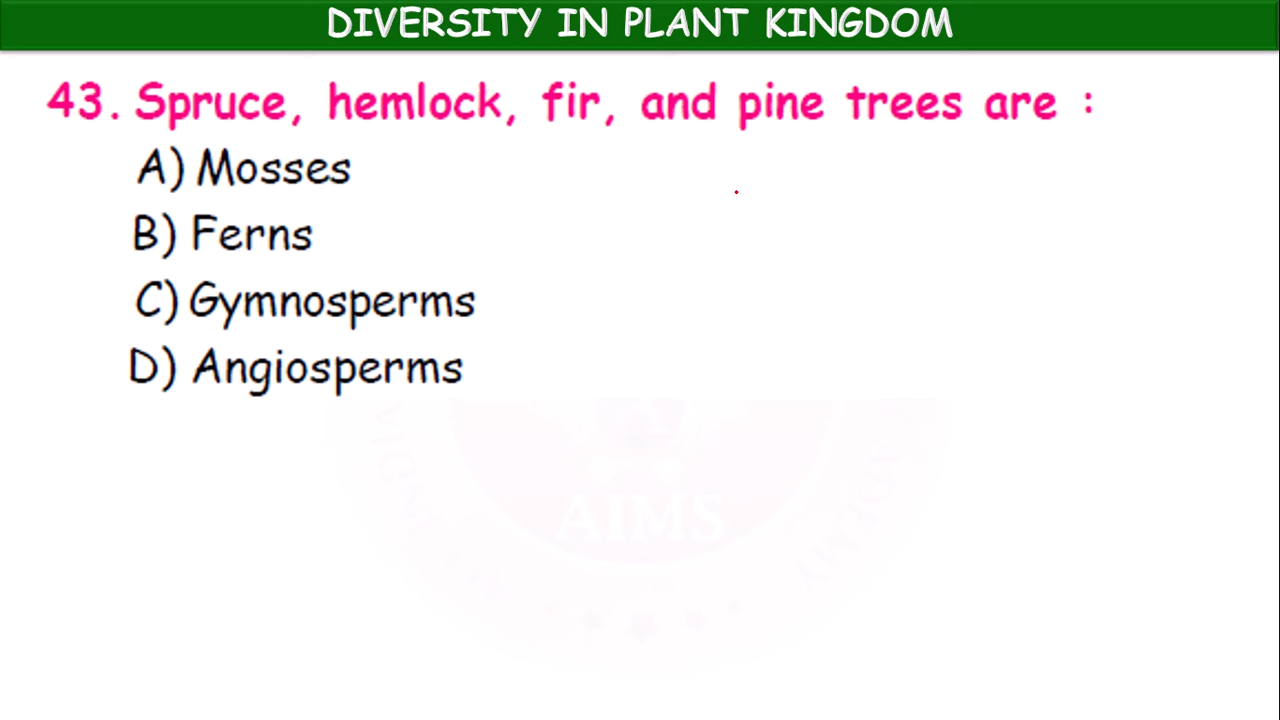 DIVERSITY IN PLANT KINGDOM
43. Spruce, hemlock, fir, and pine trees are :
A) Mosses
B) Ferns
C) Gymnosperms
D) Angiosperms
AIMS